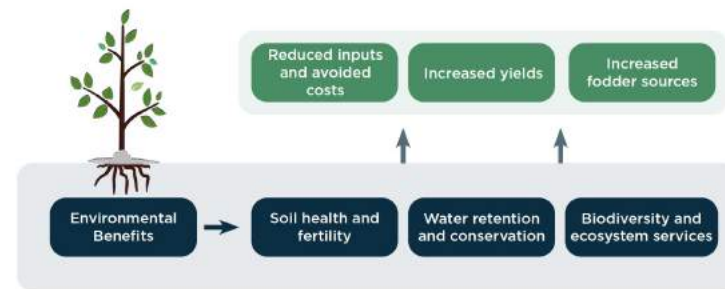 Reduced inputs
and avoided
costs
Increased yields
Increased
fodder sources
Environmental
Benefits
Soil health and
fertility
Water retention
and conservation
Biodiversity and
ecosystem services